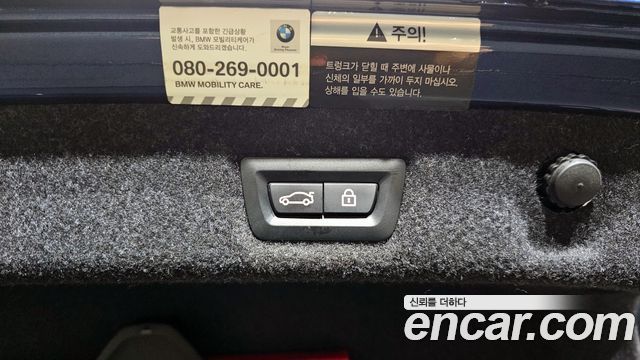 교통사고를 포함한 긴급상황
발생 시, BMW 모빌리티케어가
신속하게 도와드리겠습니다.
080-269-0001
BMW MOBILITY CARE.
BMW
주의!
트렁크가 닫힐 때 주변에 사물이나
신체의 일부를 가까이 두지 마십시오.
상해를 입을 수도 있습니다.
신뢰를 더하다
encar.com